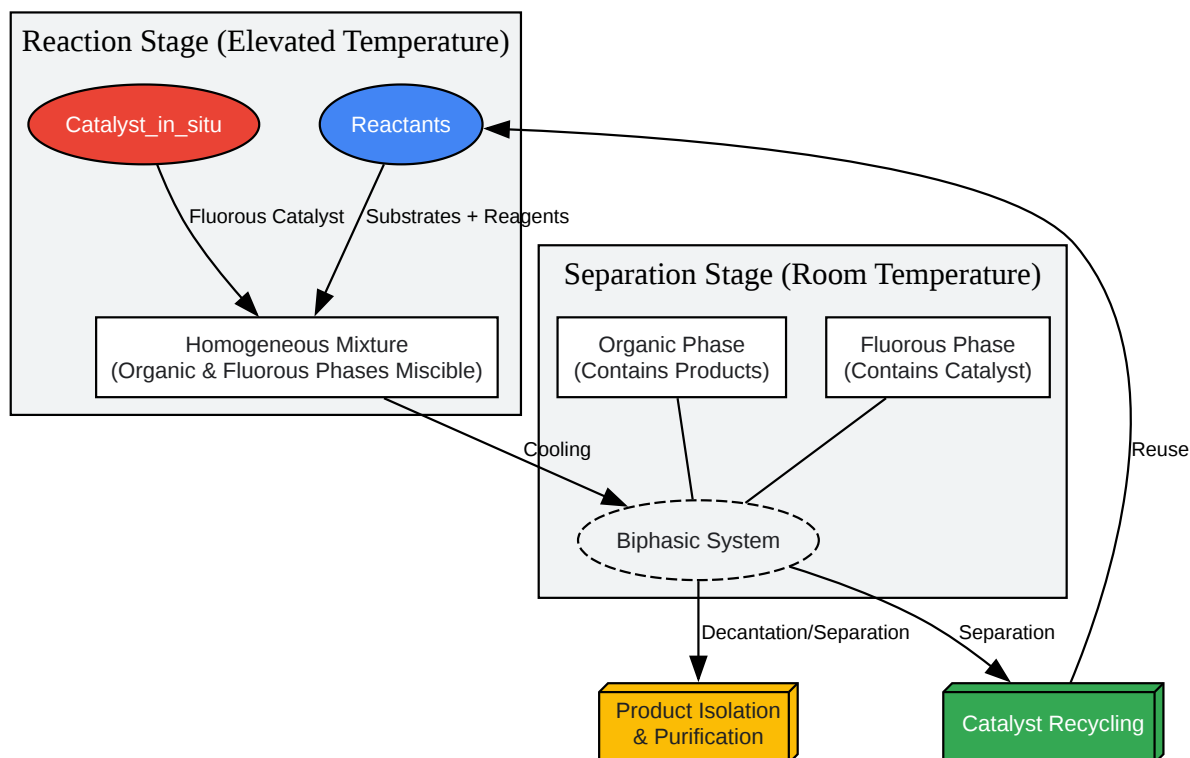 Reaction Stage (Elevated Temperature)
Catalyst_in_situ
Reactants
Fluorous Catalyst
Substrates + Reagents
Homogeneous Mixture
(Organic & Fluorous Phases Miscible)
Separation Stage (Room Temperature)
Organic Phase
(Contains Products)
Fluorous Phase
(Contains Catalyst)
Cooling
Reuse
Biphasic System
Decantation/Separation
Separation
Product Isolation
& Purification
Catalyst Recycling